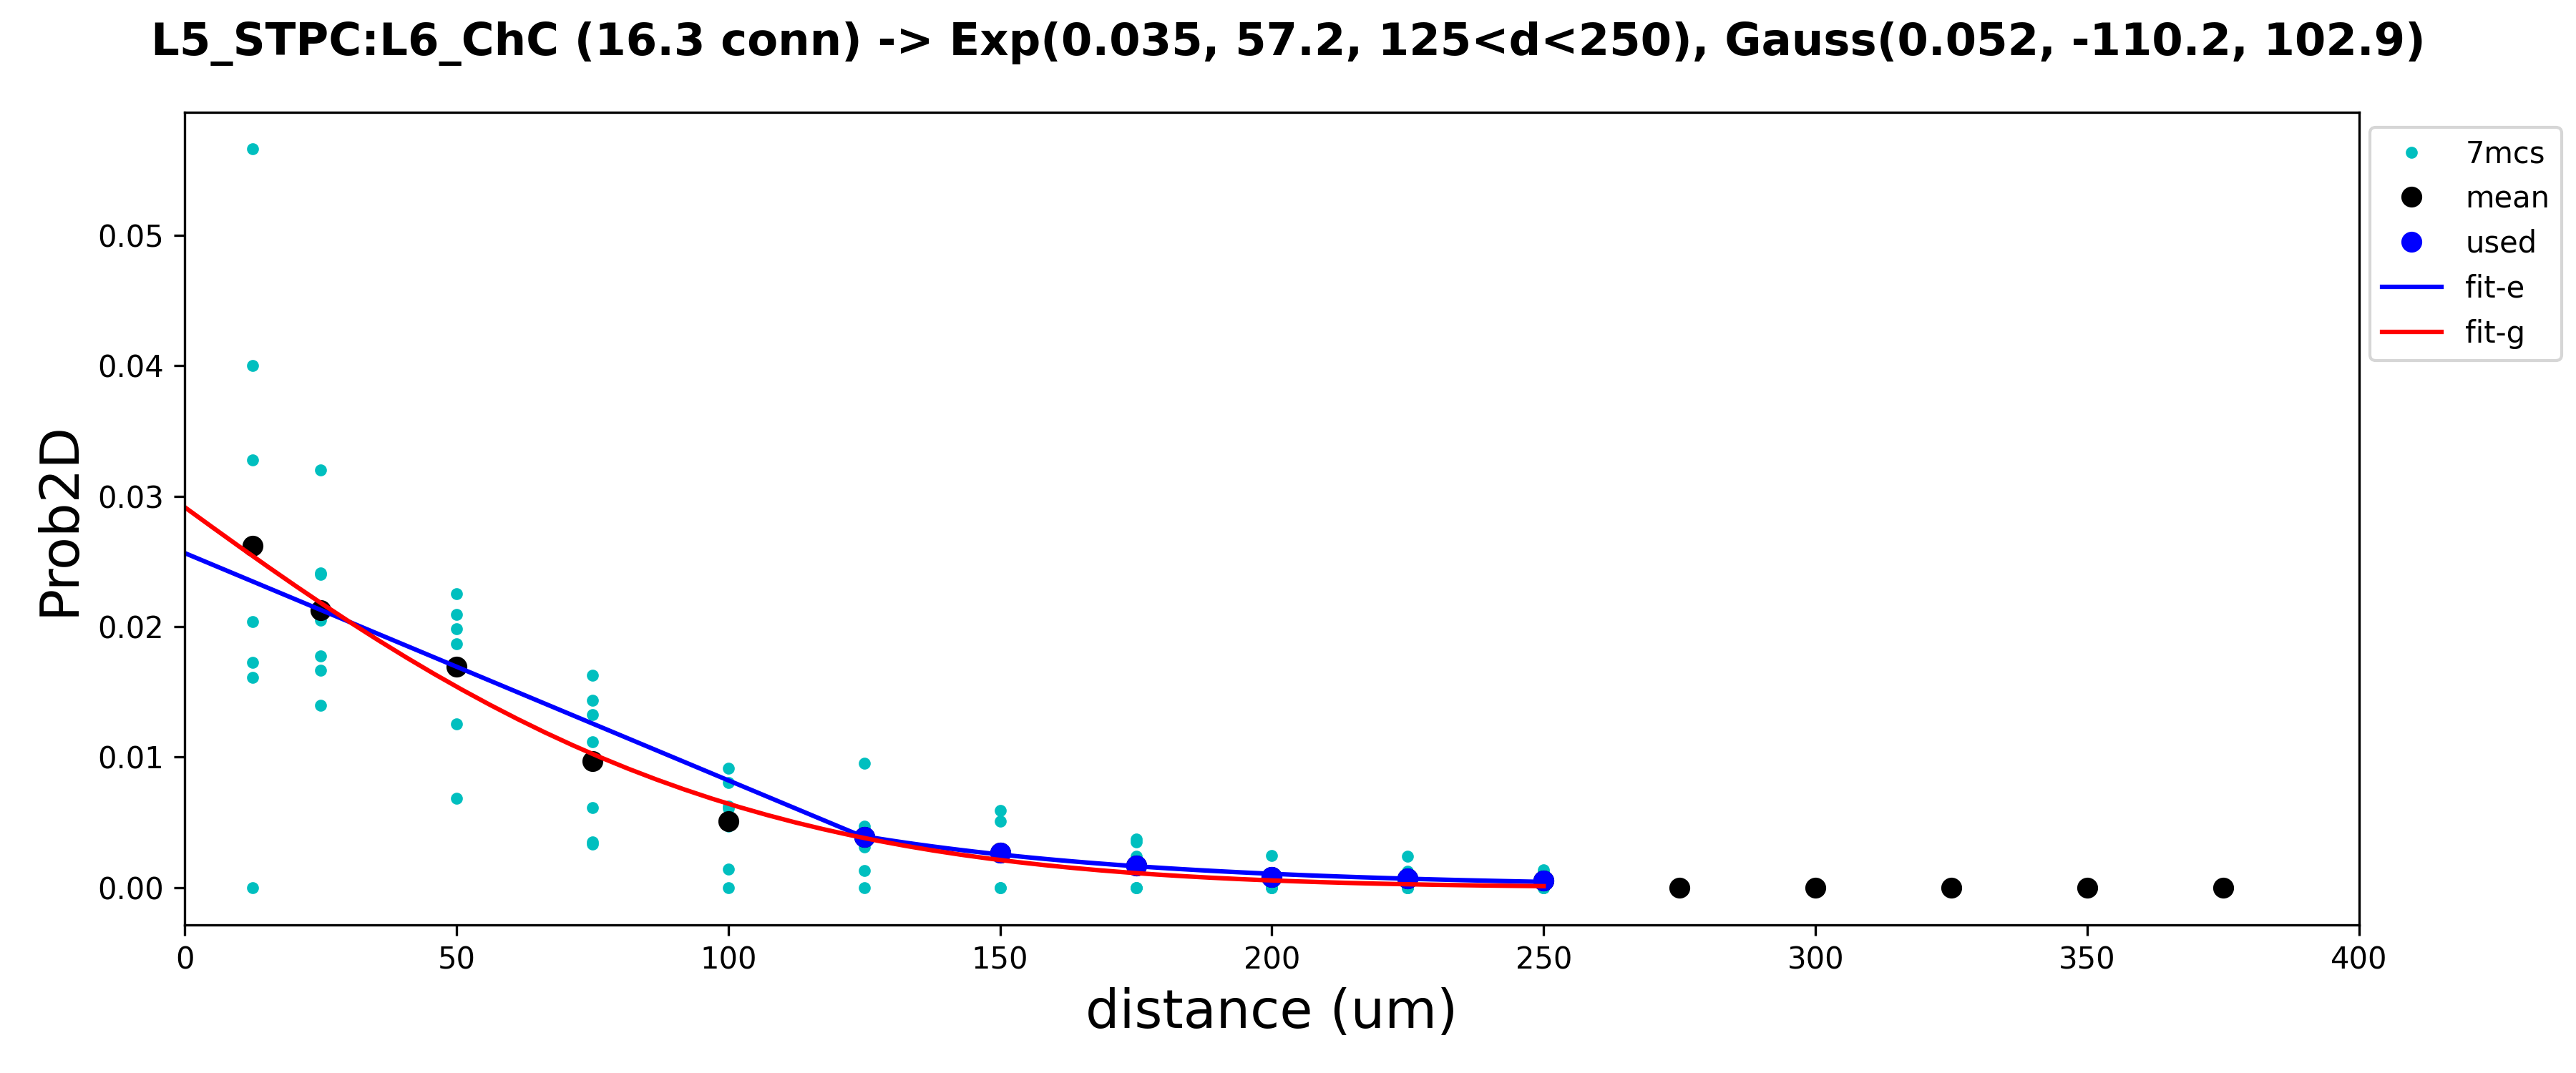 L5_STPC:L6_ChC (16.3 conn) -> Exp(0.035, 57.2, 125<d<250), Gauss(0.052, -110.2, 102.9)
7mcs
mean
used
fit-e
fit-g
Prob2D
0.05
0.04
0.03
0.02
0.01
0.00
0 50 100 150 200 250 300 350 400
distance (um)